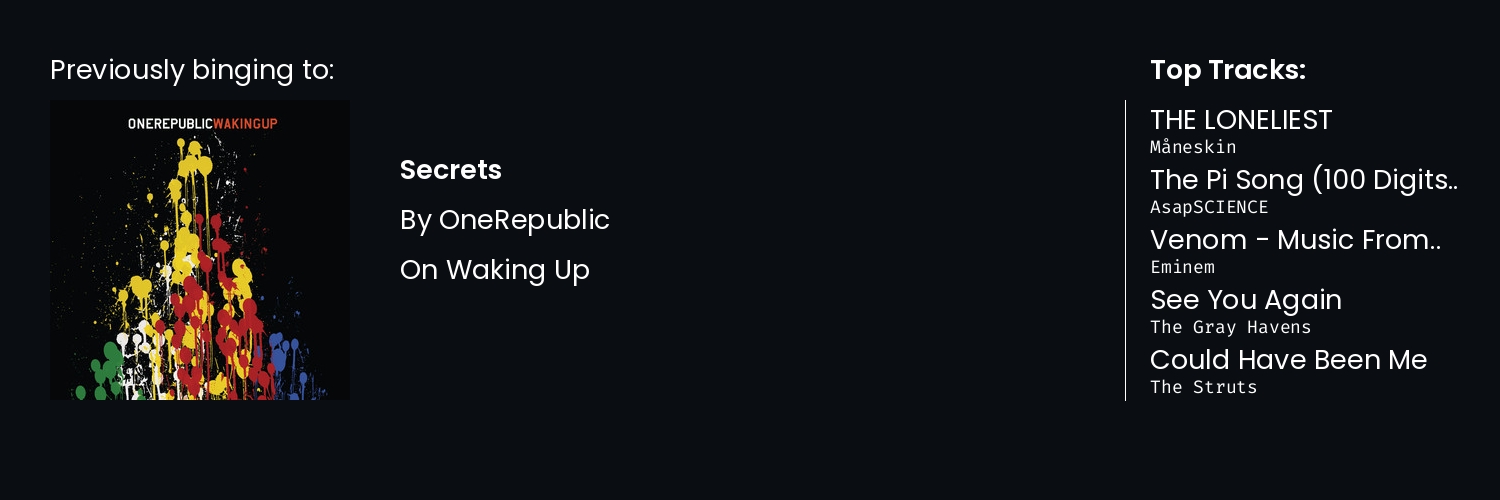 Previously binging to:
ONEREPUBLICWAKINGUP
Secrets
By OneRepublic
On Waking Up
Top Tracks:
THE LONELIEST
Måneskin
The Pi Song (100 Digits..
AsapSCIENCE
Venom - Music From..
Eminem
See You Again
The Gray Havens
Could Have Been Me
The Struts